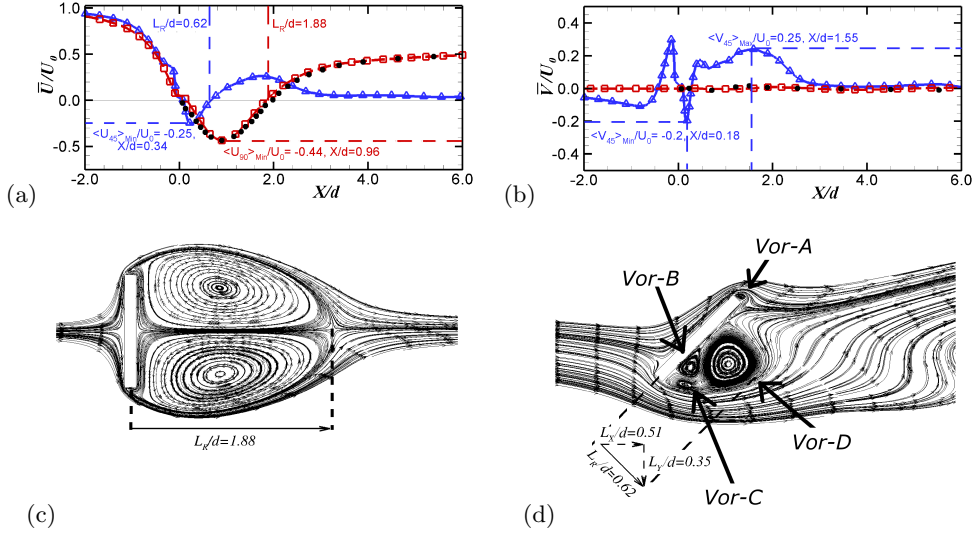 L_R/d=0.62
L_R/d=1.88
Ū/U_0
1.0
0.5
0.0
-0.5
<U_45>_Min/U_0= -0.25,
X/d=0.34
<U_90>_Min/U_0= -0.44, X/d=0.96
-2.0 0.0 2.0 4.0 6.0
X/d
(a)
V̄/U_0
0.4
0.2
0.0
-0.2
-0.4
<V_45>_Max/U_0=0.25, X/d=1.55
<V_45>_Min/U_0= -0.2, X/d=0.18
-2.0 0.0 2.0 4.0 6.0
X/d
(b)
L_R/d=1.88
(c)
Vor-A
Vor-B
Vor-D
Vor-C
L_X/d=0.51
L_Y/d=0.35
L_R/d=0.62
(d)